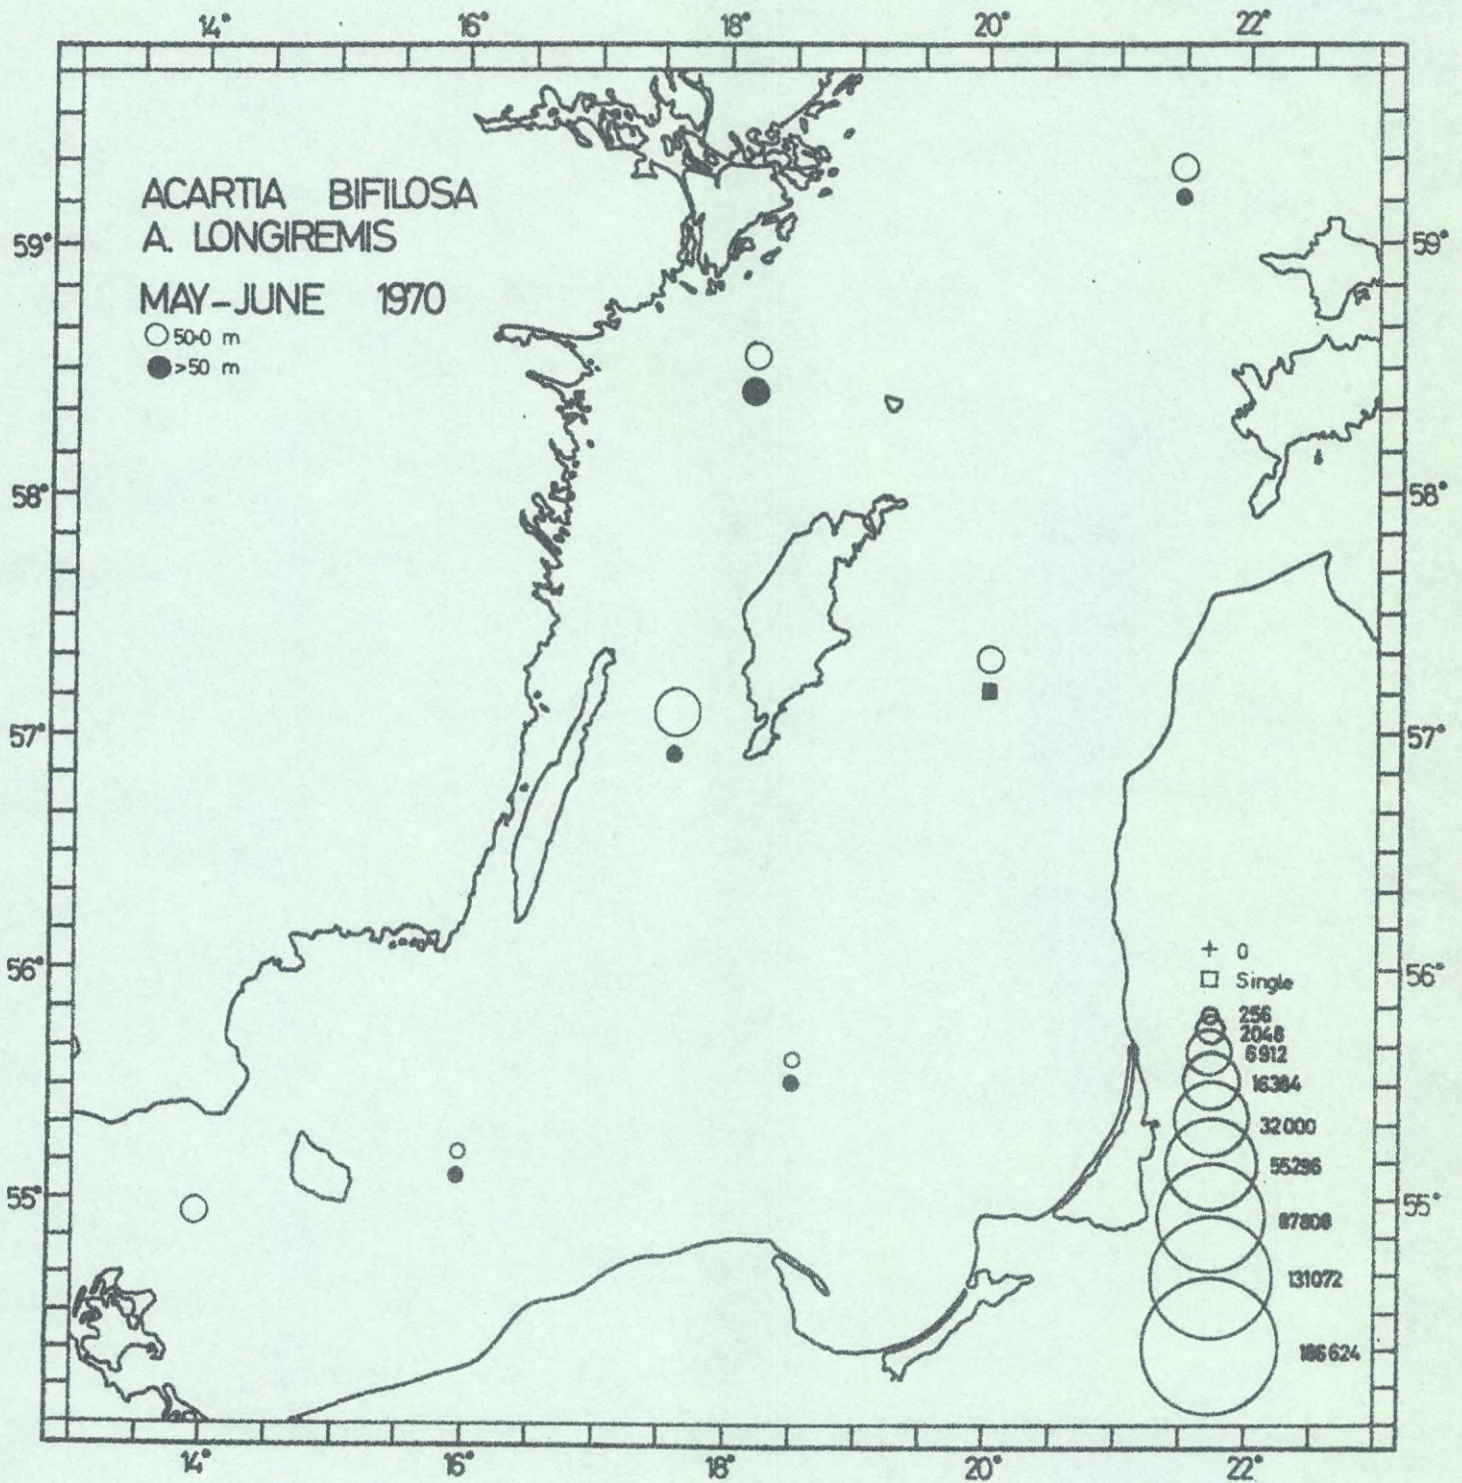 14° 16° 18° 20° 22°
ACARTIA BIFILOSA
A. LONGIREMIS
MAY-JUNE 1970
50-0 m
>50 m
59° 59°
58° 58°
57° 57°
56° 56°
55° 55°
+ 0
Single
256
2048
6912
16384
32000
55296
87808
131072
186624
14° 16° 18° 20° 22°